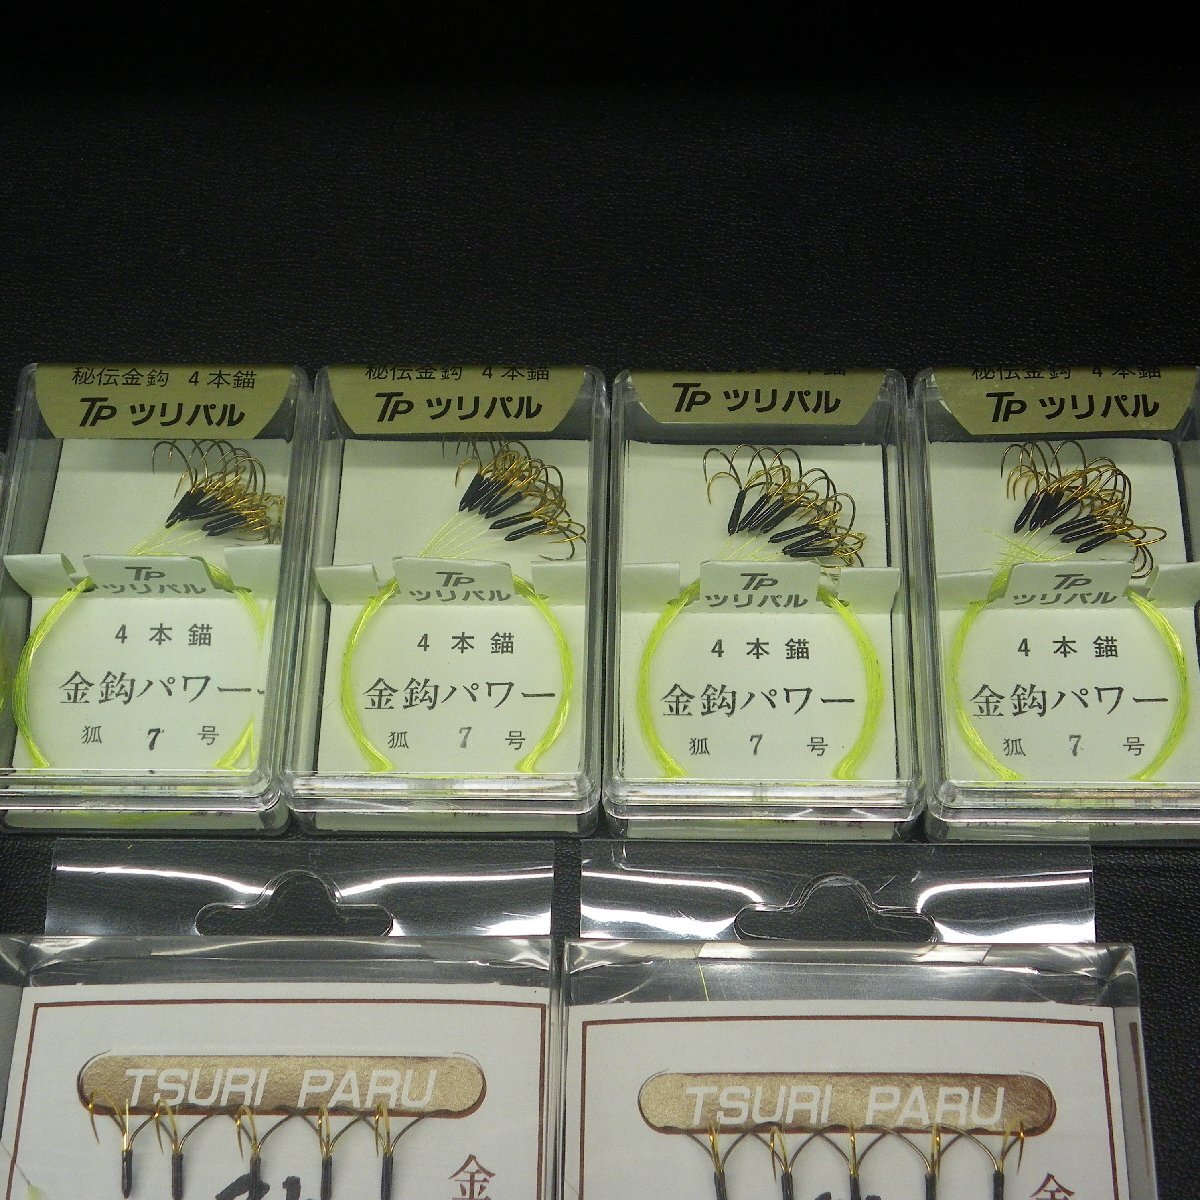 秘伝金鈎 4本錨
TP ツリパル
TP
ツリパル
4本錨
金鈎パワー
狐 7 号
秘伝金鈎 4本錨
TP ツリパル
TP
ツリパル
4本錨
金鈎パワー
狐 7 号
TP ツリパル
TP
ツリパル
4本錨
金鈎パワー
狐 7 号
秘伝金鈎 4本錨
TP ツリパル
TP
ツリパル
4本錨
金鈎パワー
狐 7 号
TSURI PARU
金
TSURI PARU
金